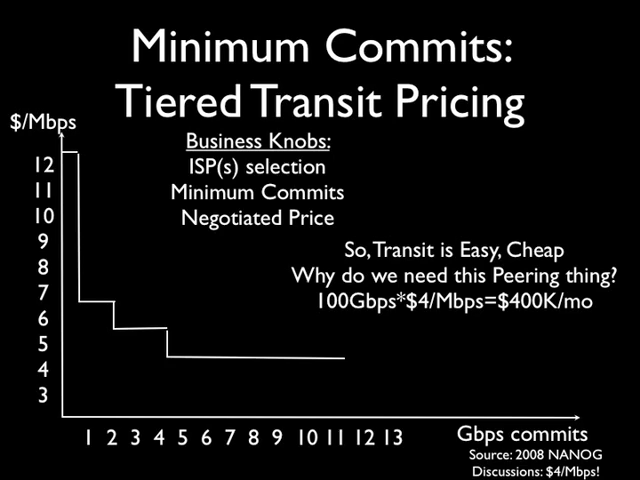 Minimum Commits:
Tiered Transit Pricing
$/Mbps
Business Knobs:
ISP(s) selection
Minimum Commits
Negotiated Price
12
11
10
9
8
7
6
5
4
3
So, Transit is Easy, Cheap
Why do we need this Peering thing?
100Gbps*$4/Mbps=$400K/mo
1 2 3 4 5 6 7 8 9 10 11 12 13
Gbps commits
Source: 2008 NANOG
Discussions: $4/Mbps!